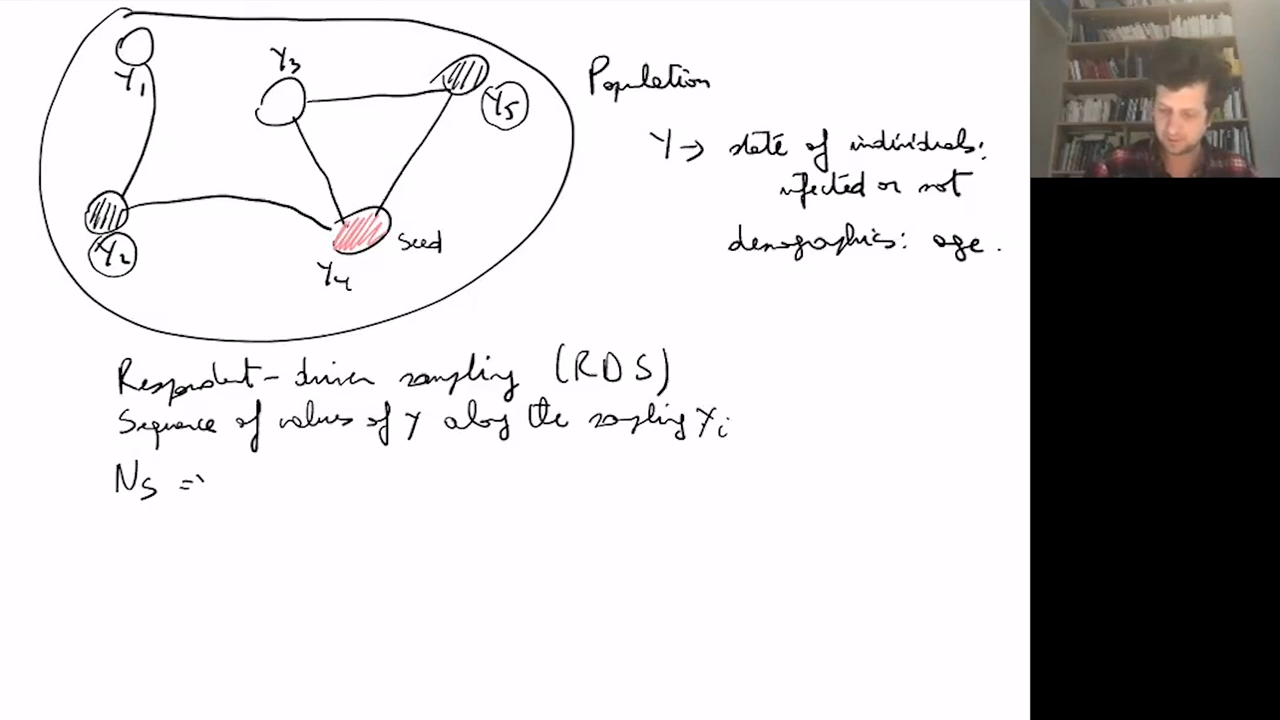 Y1
Y3
Y5
Population
Y → state of individuals:
infected or not
demographics: age.
Y2
Y4
seed
Respondent-driven sampling (RDS)
Sequence of values of Y along the sampling Yi
NS =